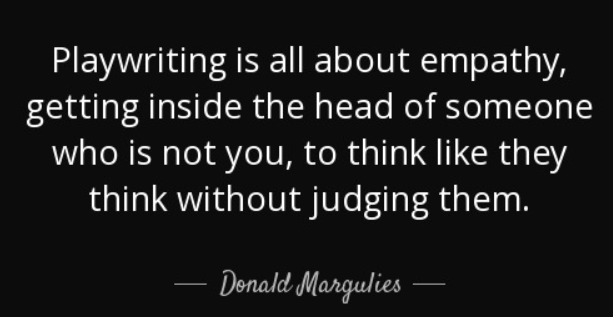 Playwriting is all about empathy,
getting inside the head of someone
who is not you, to think like they
think without judging them.
— Donald Margulies —